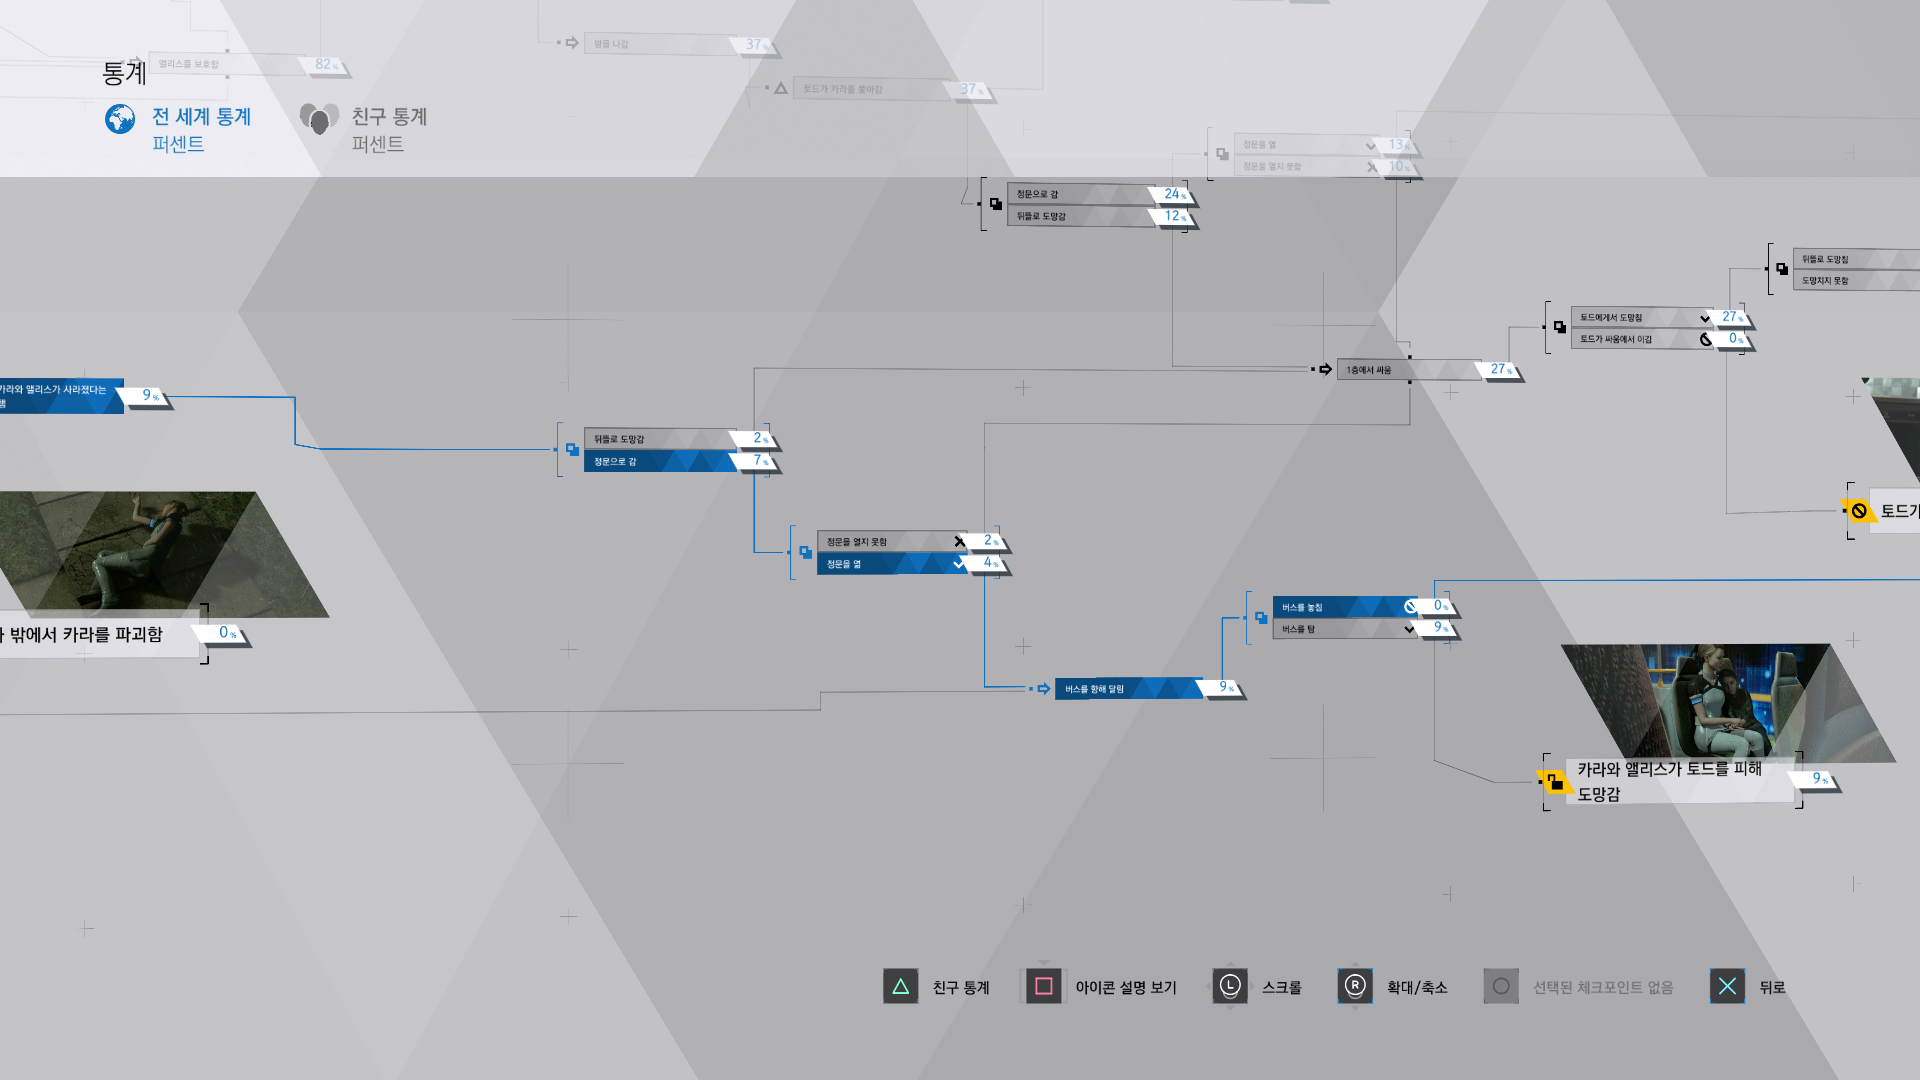 통계
전 세계 통계
퍼센트
친구 통계
퍼센트
앨리스를 보호함
82%
방을 나감
37%
토드가 카라를 쫓아감
37%
정문을 엶
13%
정문을 열지 못함
10%
정문으로 감
24%
뒤뜰로 도망감
12%
뒤뜰로 도망침
도망치지 못함
토드에게서 도망침
27%
토드가 싸움에서 이김
0%
1층에서 싸움
27%
카라와 앨리스가 사라졌다는
9%
뒤뜰로 도망감
2%
정문으로 감
7%
정문을 열지 못함
2%
정문을 엶
4%
토드가
버스를 놓침
0%
버스를 탐
9%
밖에서 카라를 파괴함
0%
버스를 향해 달림
9%
카라와 앨리스가 토드를 피해
도망감
9%
친구 통계
아이콘 설명 보기
L
스크롤
R
확대/축소
선택된 체크포인트 없음
뒤로